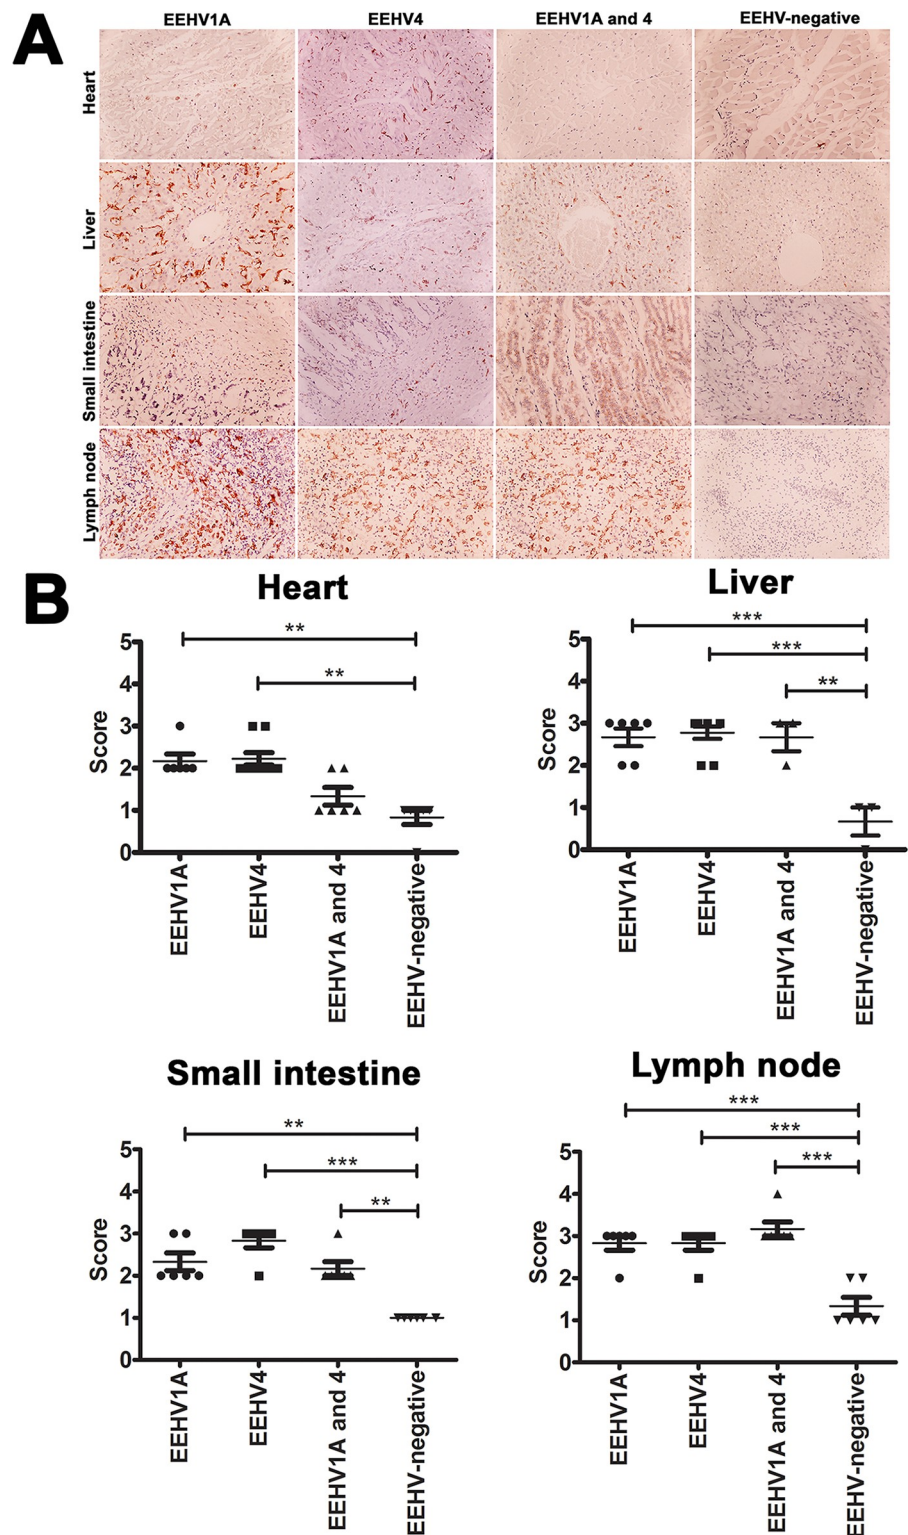 A
EEHV1A EEHV4 EEHV1A and 4 EEHV-negative
Heart
Liver
Small intestine
Lymph node
B
Heart
**
**
5
4
3
2
1
0
Score
EEHV1A
EEHV4
EEHV1A and 4
EEHV-negative
Liver
***
***
**
5
4
3
2
1
0
Score
EEHV1A
EEHV4
EEHV1A and 4
EEHV-negative
Small intestine
**
***
**
5
4
3
2
1
0
Score
EEHV1A
EEHV4
EEHV1A and 4
EEHV-negative
Lymph node
***
***
***
5
4
3
2
1
0
Score
EEHV1A
EEHV4
EEHV1A and 4
EEHV-negative